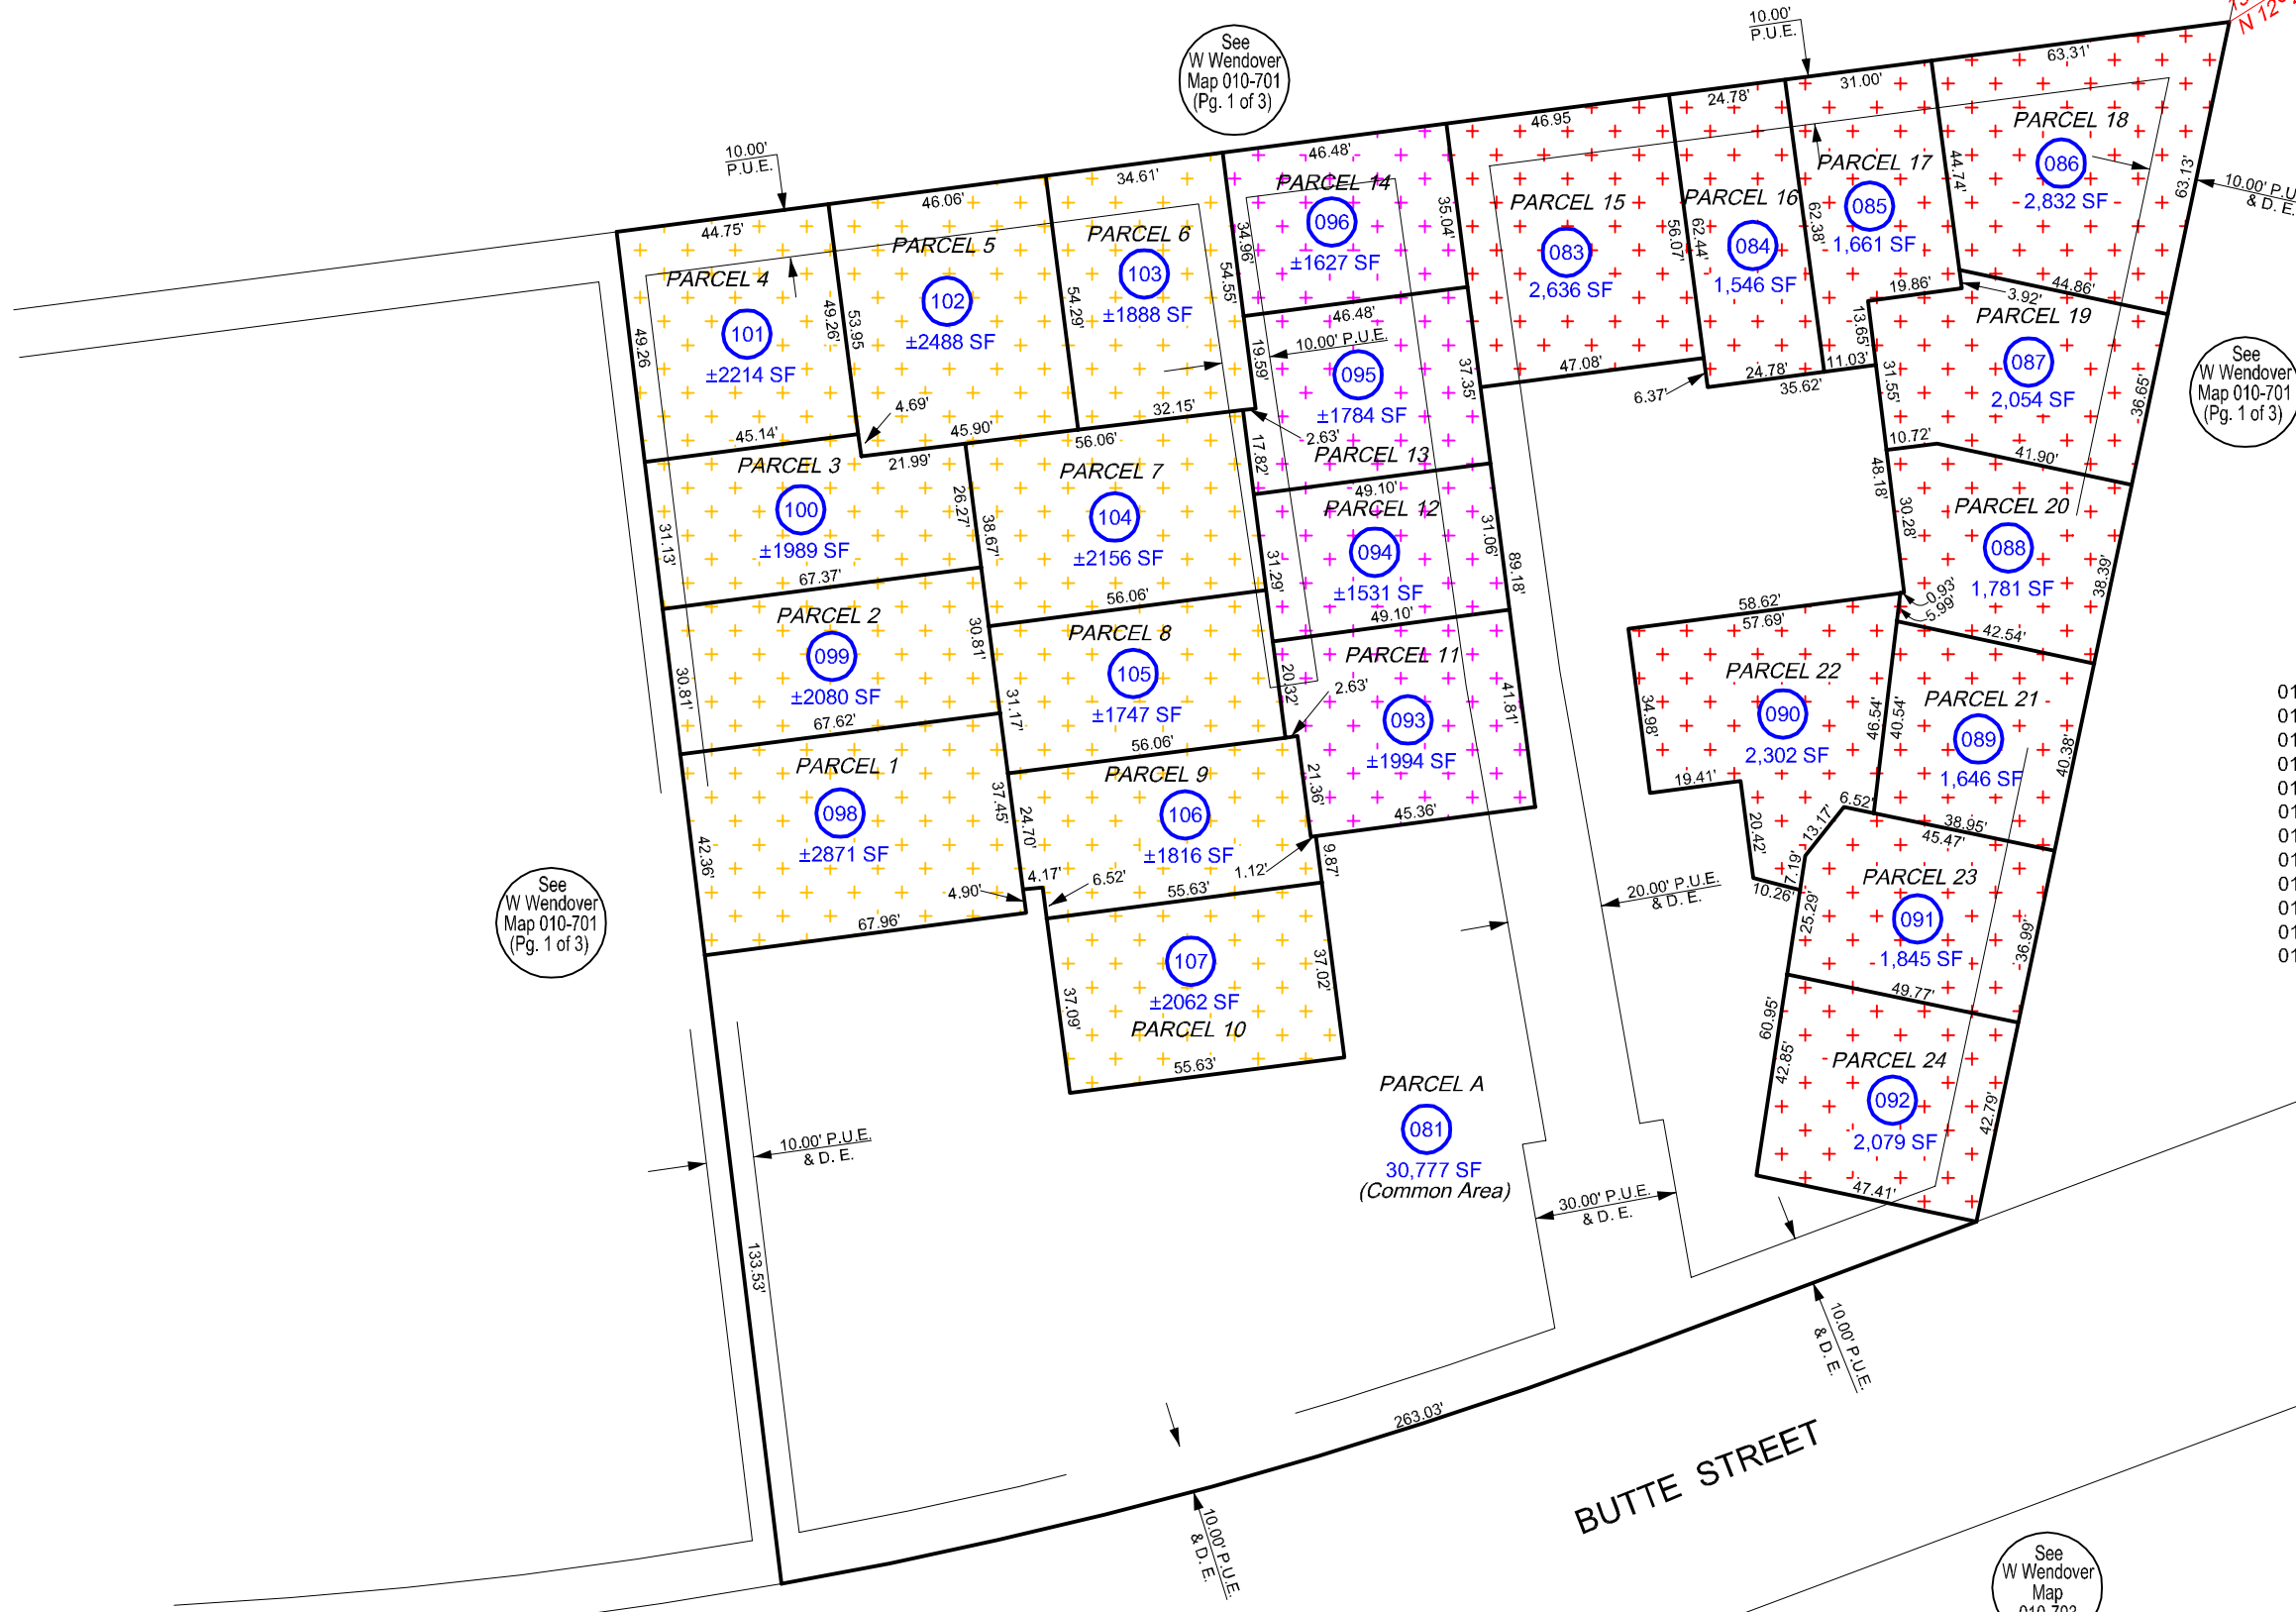 10.00'
P.U.E.
See
W Wendover
Map 010-701
(Pg. 1 of 3)
10.00'
P.U.E.
N 12°
63.31'
31.00'
24.78'
46.95
46.48'
34.61'
46.06'
44.75'
PARCEL 18
086
2,832 SF
63.13'
10.00' P.U
& D. E.
44.74'
PARCEL 17
085
1,661 SF
62.38'
PARCEL 16
084
1,546 SF
62.44'
56.07'
PARCEL 15
083
2,636 SF
35.04'
PARCEL 14
096
±1627 SF
34.96'
54.55'
PARCEL 6
103
±1888 SF
54.29'
PARCEL 5
102
±2488 SF
53.95
49.26'
PARCEL 4
101
±2214 SF
49.26
44.86'
3.92'
19.86'
13.65'
11.03'
24.78'
35.62'
6.37'
47.08'
46.48'
10.00' P.U.E.
19.59'
095
±1784 SF
PARCEL 13
37.35'
2.63'
32.15'
56.06'
45.90'
21.99'
4.69'
45.14'
PARCEL 19
087
2,054 SF
31.55'
36.65'
See
W Wendover
Map 010-701
(Pg. 1 of 3)
10.72'
41.90'
48.18'
30.28'
PARCEL 20
088
1,781 SF
38.39'
0.93'
5.99'
42.54'
17.82'
49.10'
PARCEL 12
094
±1531 SF
31.06'
89.18'
31.29'
49.10'
PARCEL 7
104
±2156 SF
38.67'
26.27'
56.06'
PARCEL 3
100
±1989 SF
31.13'
67.37'
PARCEL 2
099
±2080 SF
30.81'
30.81'
67.62'
PARCEL 8
105
±1747 SF
31.17'
56.06'
PARCEL 11
093
±1994 SF
20.32'
2.63'
41.81'
21.36'
45.36'
58.62'
57.69'
PARCEL 22
090
2,302 SF
34.98'
46.54'
40.54'
19.41'
20.42'
10.26'
7.19'
13.17'
6.52'
PARCEL 21
089
1,646 SF
40.38'
38.95'
45.47'
01
01
01
01
01
01
01
01
01
01
01
01
PARCEL 1
098
±2871 SF
42.36'
37.45'
4.90'
67.96'
PARCEL 9
106
±1816 SF
24.70'
4.17'
6.52'
1.12'
9.87'
55.63'
PARCEL 10
107
±2062 SF
37.09'
37.02'
55.63'
See
W Wendover
Map 010-701
(Pg. 1 of 3)
20.00' P.U.E.
& D. E.
PARCEL 23
091
1,845 SF
25.29'
36.99'
49.77'
60.95'
42.85'
PARCEL 24
092
2,079 SF
42.79'
47.41'
PARCEL A
081
30,777 SF
(Common Area)
10.00' P.U.E.
& D. E.
30.00' P.U.E.
& D. E.
133.53'
10.00' P.U.E.
& D. E.
263.03'
BUTTE STREET
10.00' P.U.E.
& D. E.
See
W Wendover
Map